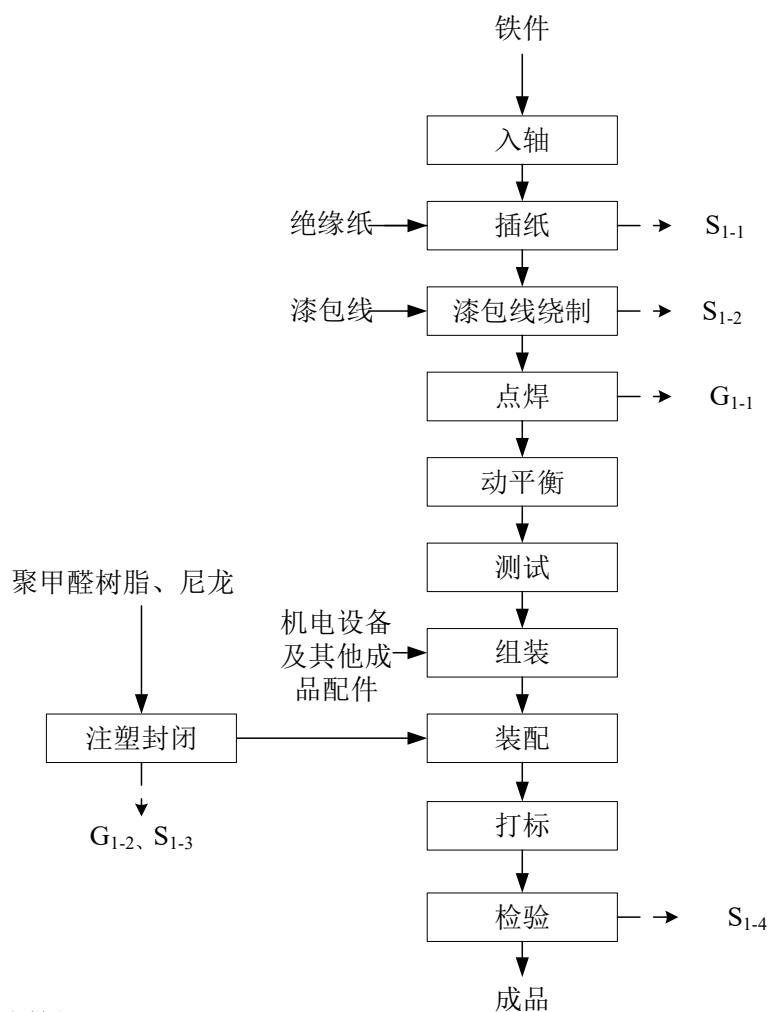 铁件
入轴
绝缘纸
插纸
S1-1
漆包线
漆包线绕制
S1-2
点焊
G1-1
动平衡
测试
聚甲醛树脂、尼龙
机电设备
及其他成
品配件
组装
注塑封闭
装配
G1-2、S1-3
打标
检验
S1-4
成品